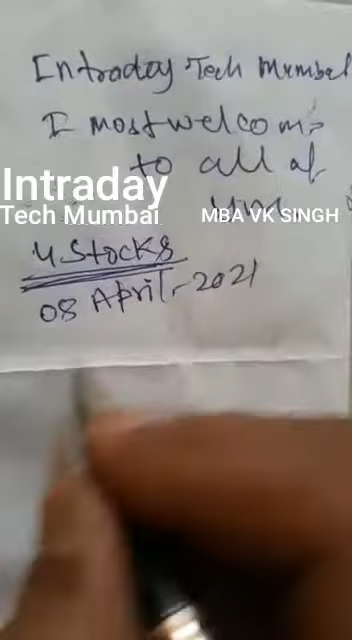 Intraday Tech Mumbai
I most welcome
to all of
you
Intraday
Tech Mumbai MBA VK SINGH
4 Stocks
08 April-2021